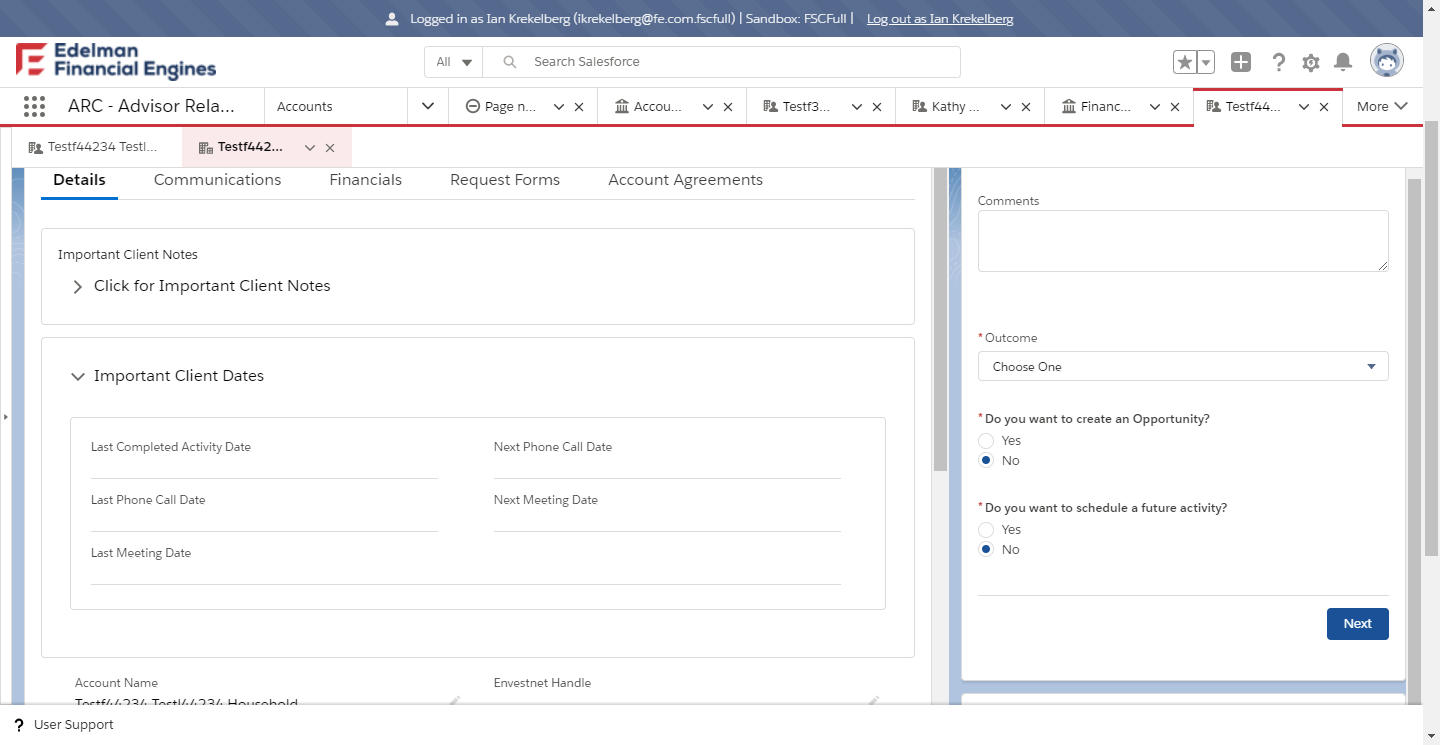 Logged in as Ian Krekelberg (ikrekelberg@fe.com.fscfull) | Sandbox: FSCFull | Log out as Ian Krekelberg
Edelman
Financial Engines
All
Search Salesforce
ARC - Advisor Rela...
Accounts
Page n...
Accou...
Testf3...
Kathy ...
Financ...
Testf44...
More
Testf44234 Testl...
Testf442...
Details
Communications
Financials
Request Forms
Account Agreements
Important Client Notes
Click for Important Client Notes
Important Client Dates
Last Completed Activity Date
Next Phone Call Date
Last Phone Call Date
Next Meeting Date
Last Meeting Date
Account Name
Envestnet Handle
Testf44234 Testl44234 Household
Comments
* Outcome
Choose One
* Do you want to create an Opportunity?
Yes
No
* Do you want to schedule a future activity?
Yes
No
Next
? User Support